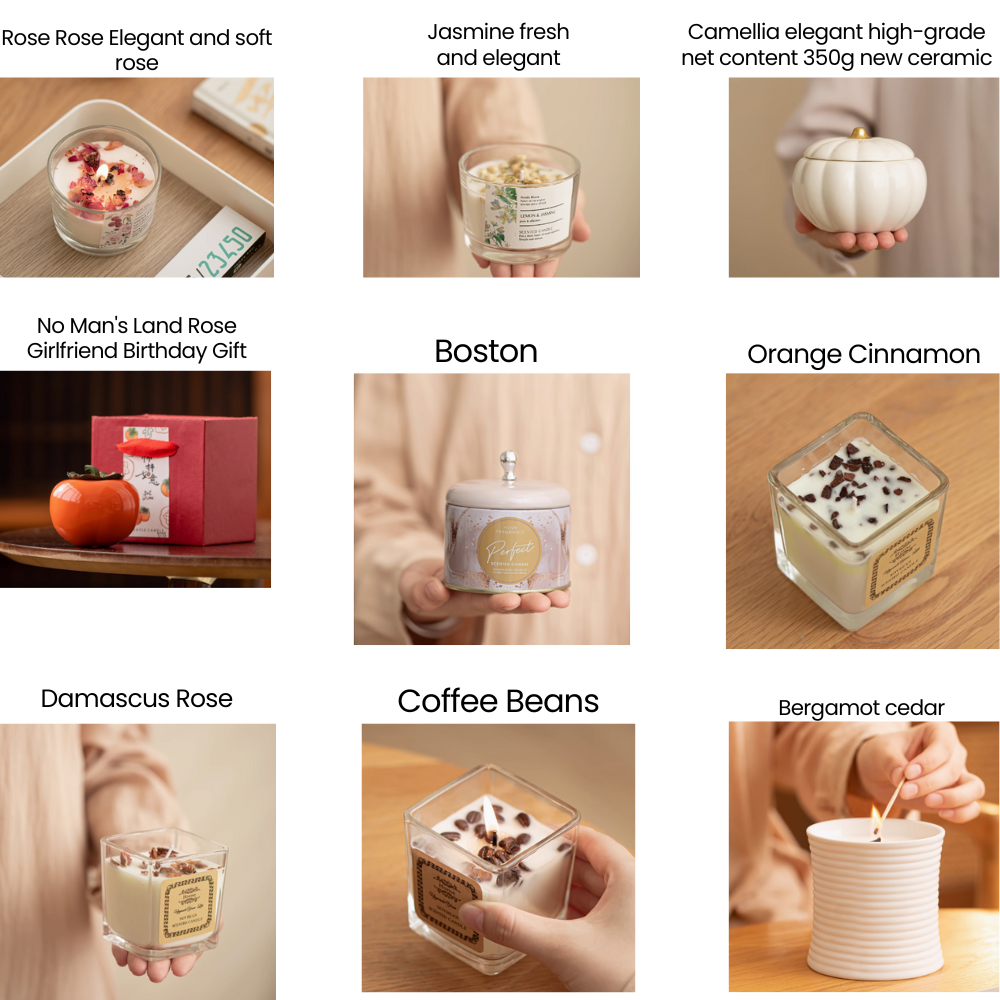 Rose Rose Elegant and soft
rose
Jasmine fresh
and elegant
Camellia elegant high-grade
net content 350g new ceramic
23450
LEMON & JASMINE
SCENTED CANDLE
No Man's Land Rose
Girlfriend Birthday Gift
Boston
Orange Cinnamon
Perfect
SCENTED CANDLE
Damascus Rose
Coffee Beans
Bergamot cedar
SCENTED CANDLE